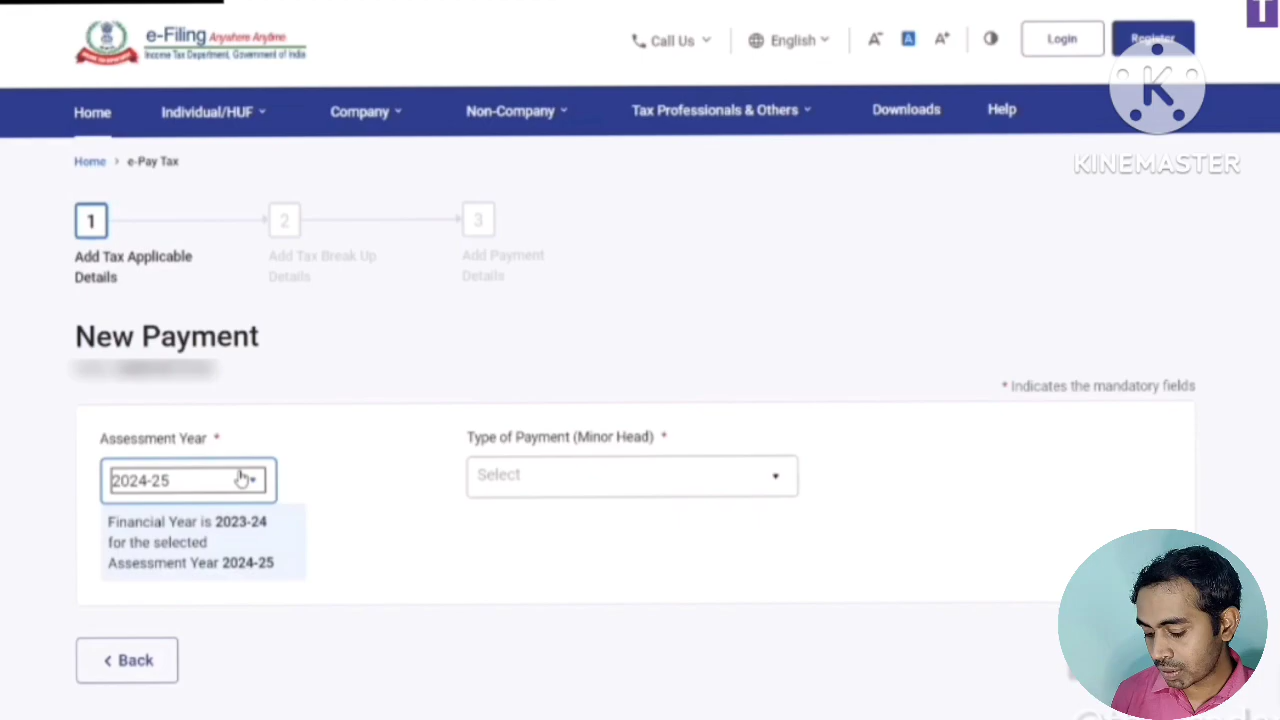 T
e-Filing Anywhere Anytime
Income Tax Department, Government of India
Call Us
English
A-
A
A+
Login
Register
K
KINEMASTER
Home
Individual/HUF
Company
Non-Company
Tax Professionals & Others
Downloads
Help
Home > e-Pay Tax
1
2
3
Add Tax Applicable
Details
Add Tax Break Up
Details
Add Payment
Details
New Payment
* Indicates the mandatory fields
Assessment Year *
Type of Payment (Minor Head) *
2024-25
Select
Financial Year is 2023-24
for the selected
Assessment Year 2024-25
< Back